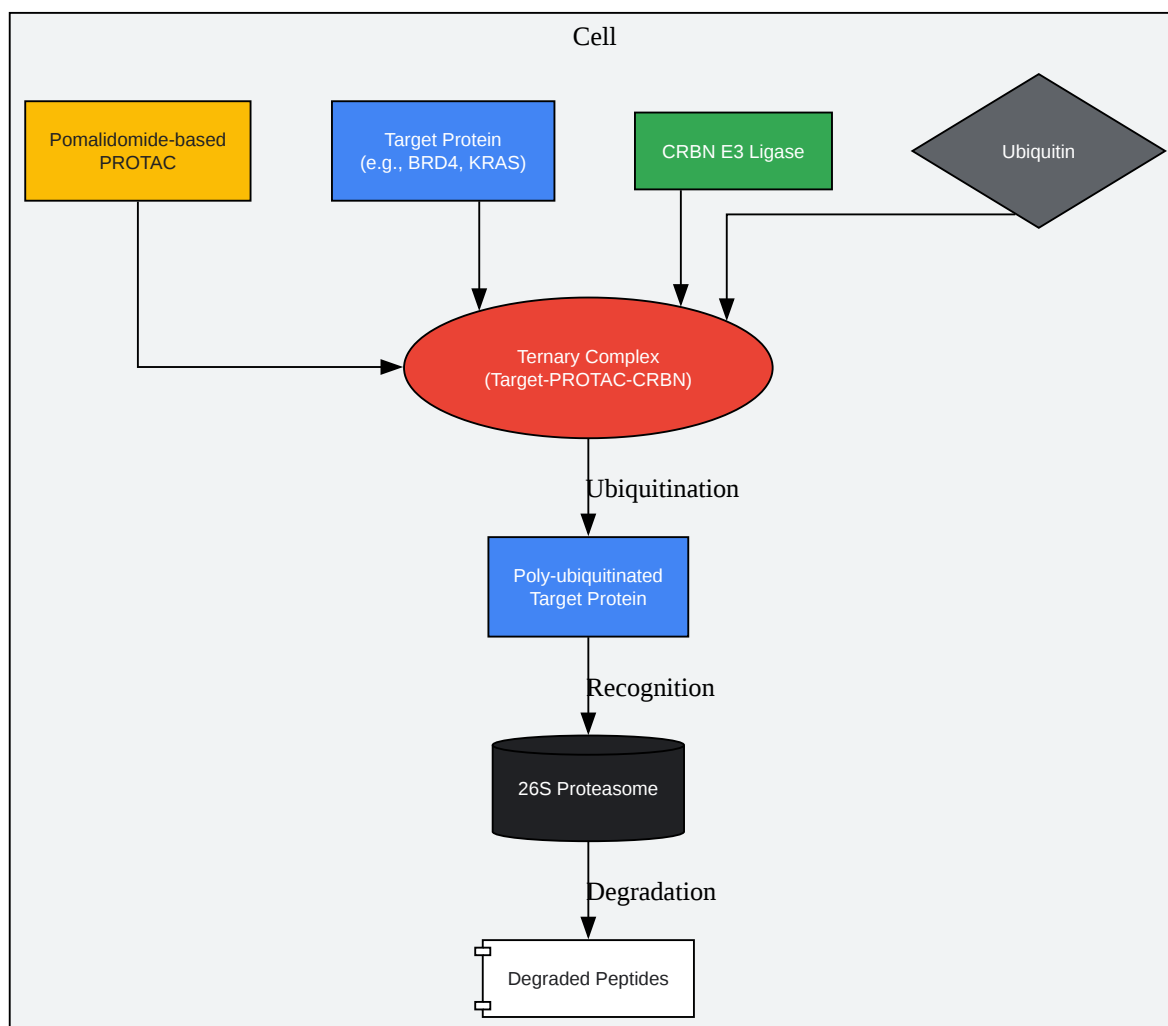 Cell
Pomalidomide-based
PROTAC
Target Protein
(e.g., BRD4, KRAS)
CRBN E3 Ligase
Ubiquitin
Ternary Complex
(Target-PROTAC-CRBN)
Ubiquitination
Poly-ubiquitinated
Target Protein
Recognition
26S Proteasome
Degradation
Degraded Peptides